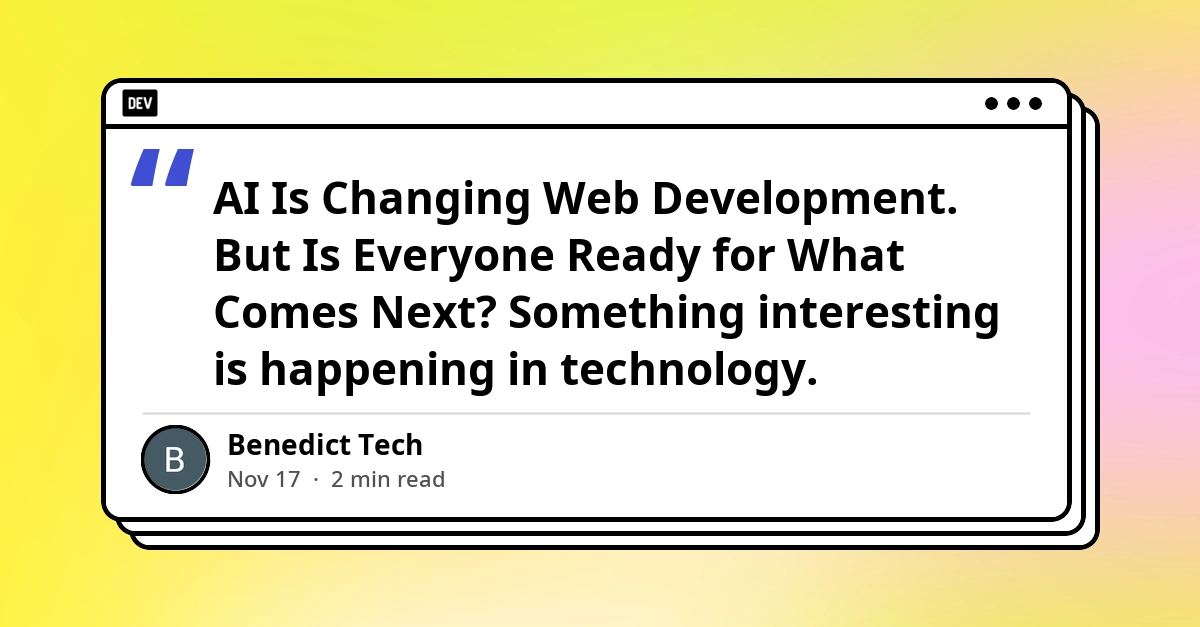 DEV
“
AI Is Changing Web Development.
But Is Everyone Ready for What
Comes Next? Something interesting
is happening in technology.
B
Benedict Tech
Nov 17 · 2 min read